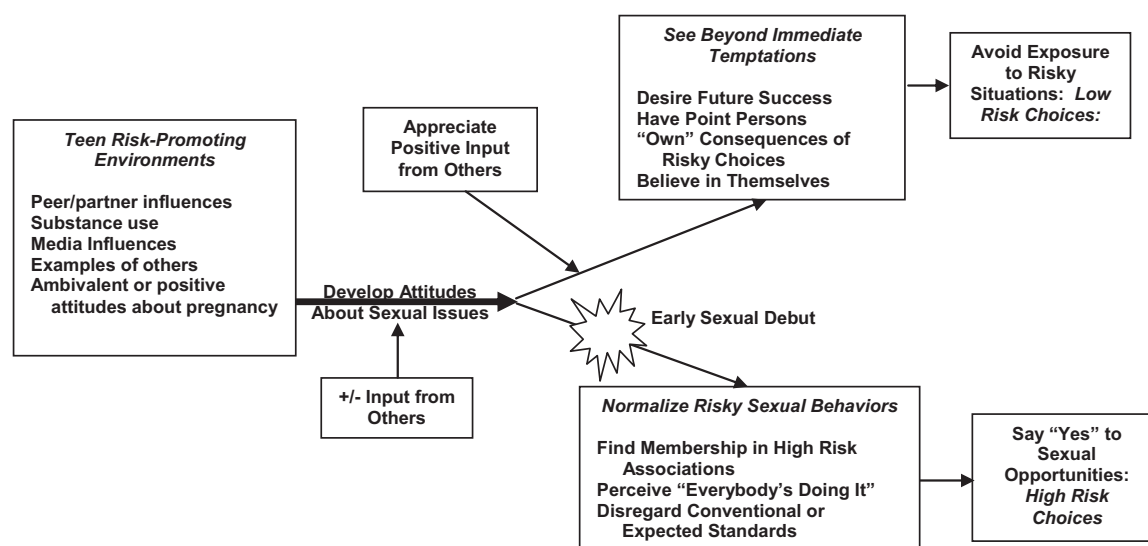 Teen Risk-Promoting
Environments
Peer/partner influences
Substance use
Media Influences
Examples of others
Ambivalent or positive
attitudes about pregnancy
Develop Attitudes
About Sexual Issues
+/- Input from
Others
Appreciate
Positive Input
from Others
See Beyond Immediate
Temptations
Desire Future Success
Have Point Persons
“Own” Consequences of
Risky Choices
Believe in Themselves
Avoid Exposure
to Risky
Situations: Low
Risk Choices:
Early Sexual Debut
Normalize Risky Sexual Behaviors
Find Membership in High Risk
Associations
Perceive “Everybody’s Doing It”
Disregard Conventional or
Expected Standards
Say “Yes” to
Sexual
Opportunities:
High Risk
Choices